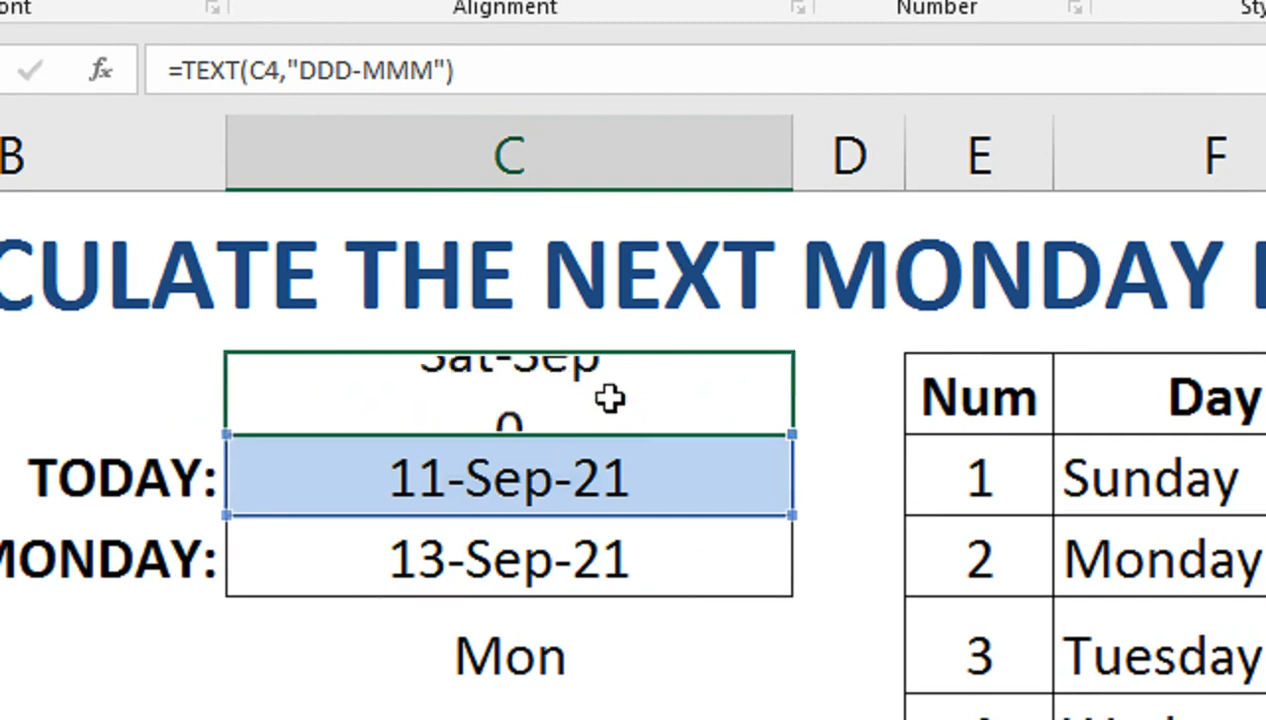 ont Alignment Number Sty
fx =TEXT(C4,"DDD-MMM")
B C D E F
CULATE THE NEXT MONDAY
Sat-Sep
0
Num Day
TODAY: 11-Sep-21 1 Sunday
MONDAY: 13-Sep-21 2 Monday
Mon 3 Tuesday